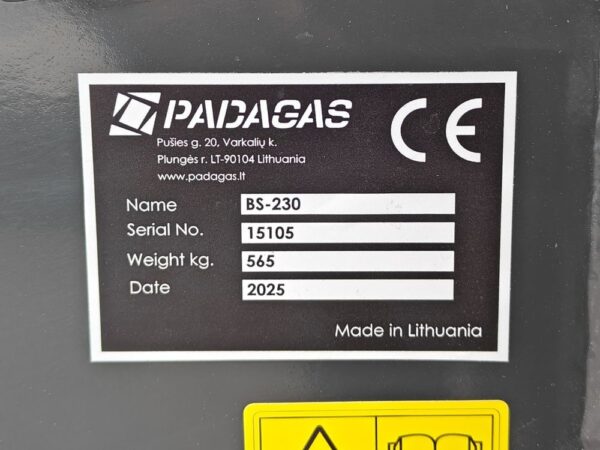 PADAGAS
Pušies g. 20, Varkalių k.
Plungės r. LT-90104 Lithuania
www.padagas.lt
CE
Name BS-230
Serial No. 15105
Weight kg. 565
Date 2025
Made in Lithuania